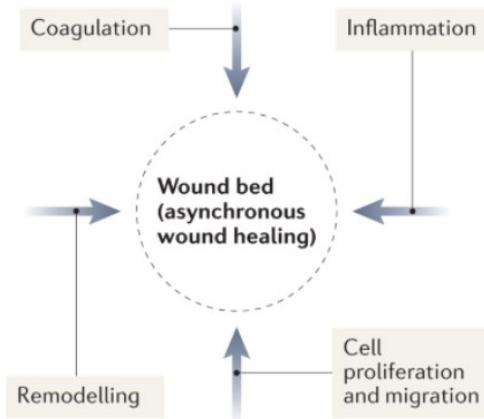 Coagulation
Inflammation
Wound bed
(asynchronous
wound healing)
Remodelling
Cell
proliferation
and migration